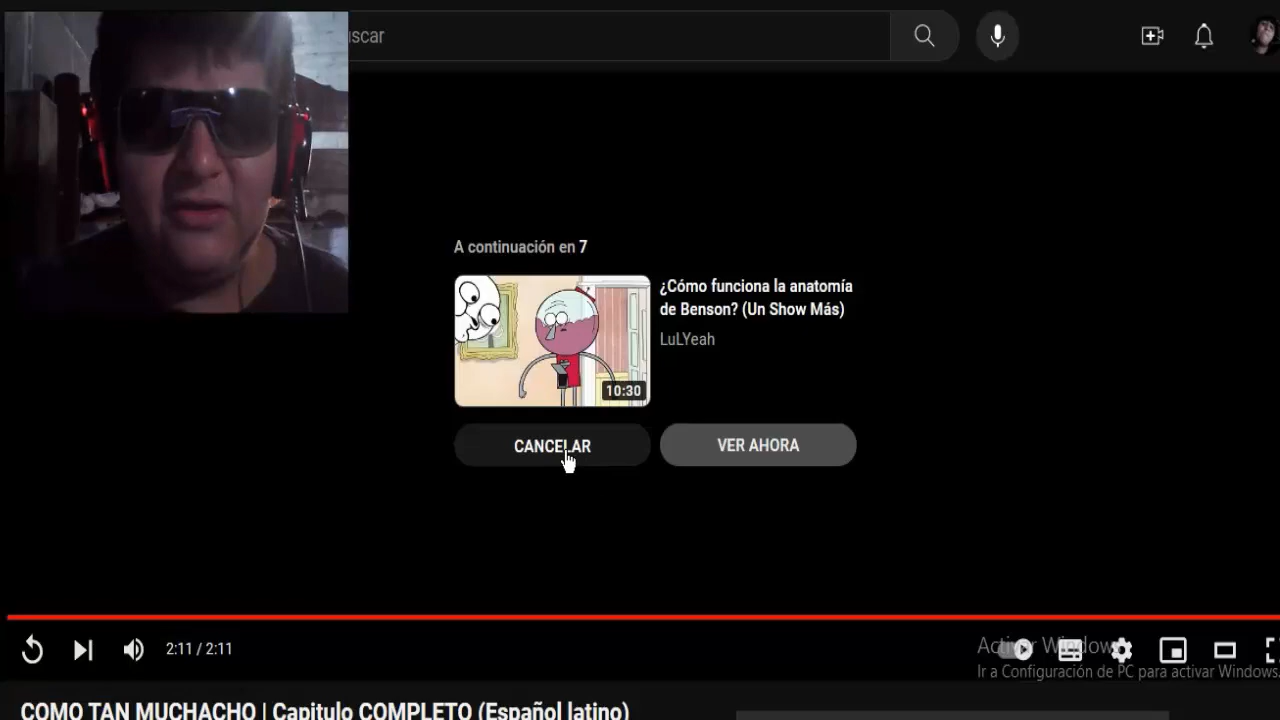 scar
A continuación en 7
¿Cómo funciona la anatomía
de Benson? (Un Show Más)
LuLYeah
10:30
CANCELAR
VER AHORA
2:11 / 2:11
Activar Windows
Ir a Configuración de PC para activar Windows.
COMO TAN MUCHACHO | Capitulo COMPLETO (Español latino)